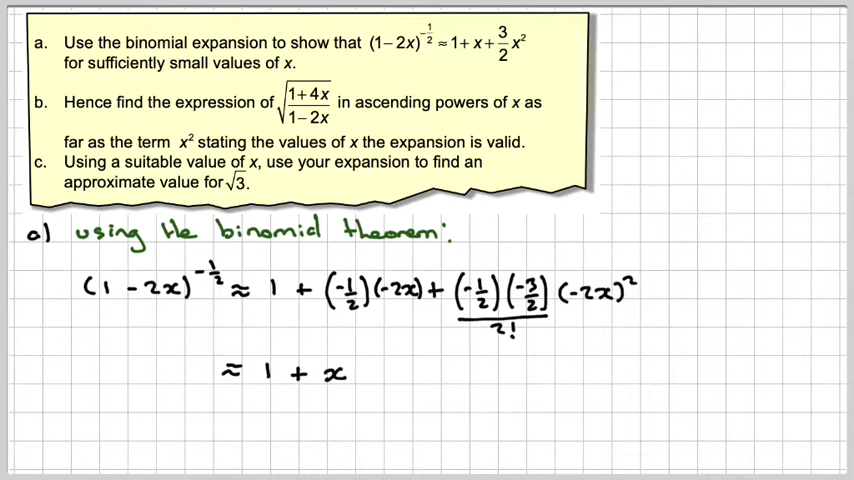 a. Use the binomial expansion to show that (1−2x)^(−1/2) ≈ 1+x+3/2x²
for sufficiently small values of x.
b. Hence find the expression of √((1+4x)/(1−2x)) in ascending powers of x as
far as the term x² stating the values of x the expansion is valid.
c. Using a suitable value of x, use your expansion to find an
approximate value for √3.
a) using the binomial theorem:
(1 − 2x)^(−1/2) ≈ 1 + (−1/2)(−2x) + (−1/2)(−3/2)/2! (−2x)²
≈ 1 + x